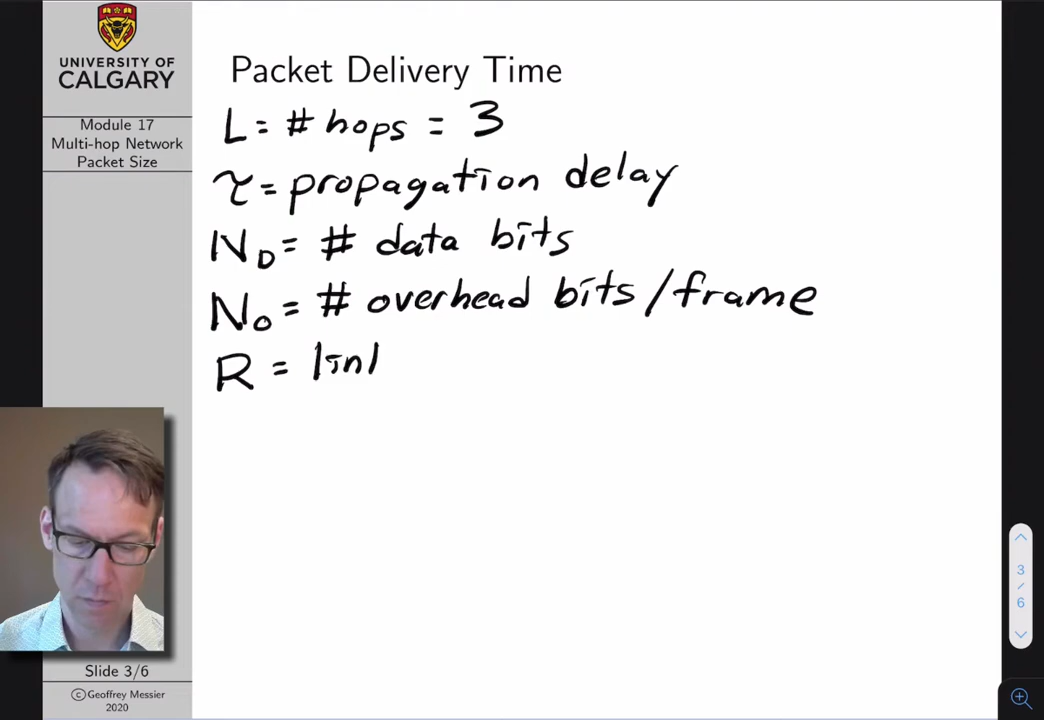 UNIVERSITY OF
CALGARY
Module 17
Multi-hop Network
Packet Size
Packet Delivery Time
L = # hops = 3
τ = propagation delay
N_D = # data bits
N_O = # overhead bits/frame
R =
3
/
6
Slide 3/6
©Geoffrey Messier
2020